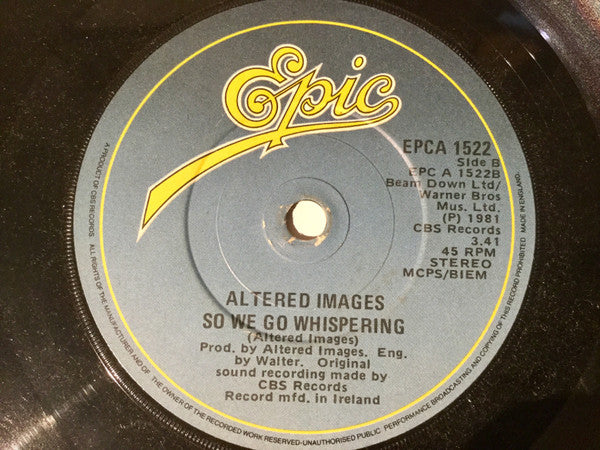 Epic
EPCA 1522
Side B
EPC A 1522B
Beam Down Ltd/
Warner Bros
Mus. Ltd.
(P) 1981
CBS Records
3.41
45 RPM
STEREO
MCPS/BIEM
ALTERED IMAGES
SO WE GO WHISPERING
(Altered Images)
Prod. by Altered Images. Eng.
by Walter. Original
sound recording made by
CBS Records
Record mfd. in Ireland
A PRODUCT OF CBS RECORDS. ALL RIGHTS OF THE MANUFACTURER AND OF THE OWNER OF THE RECORDED WORK RESERVED-UNAUTHORISED PUBLIC PERFORMANCE BROADCASTING AND COPYING OF THIS RECORD PROHIBITED MADE IN ENGLAND.